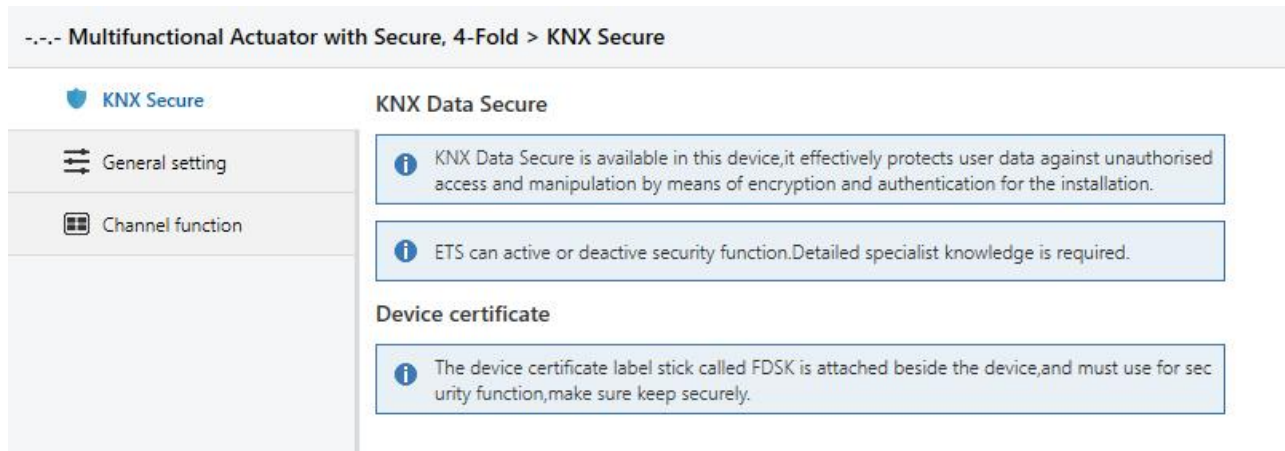 -.-.- Multifunctional Actuator with Secure, 4-Fold > KNX Secure
KNX Secure
General setting
Channel function
KNX Data Secure
KNX Data Secure is available in this device,it effectively protects user data against unauthorised
access and manipulation by means of encryption and authentication for the installation.
ETS can active or deactive security function.Detailed specialist knowledge is required.
Device certificate
The device certificate label stick called FDSK is attached beside the device,and must use for sec
urity function,make sure keep securely.